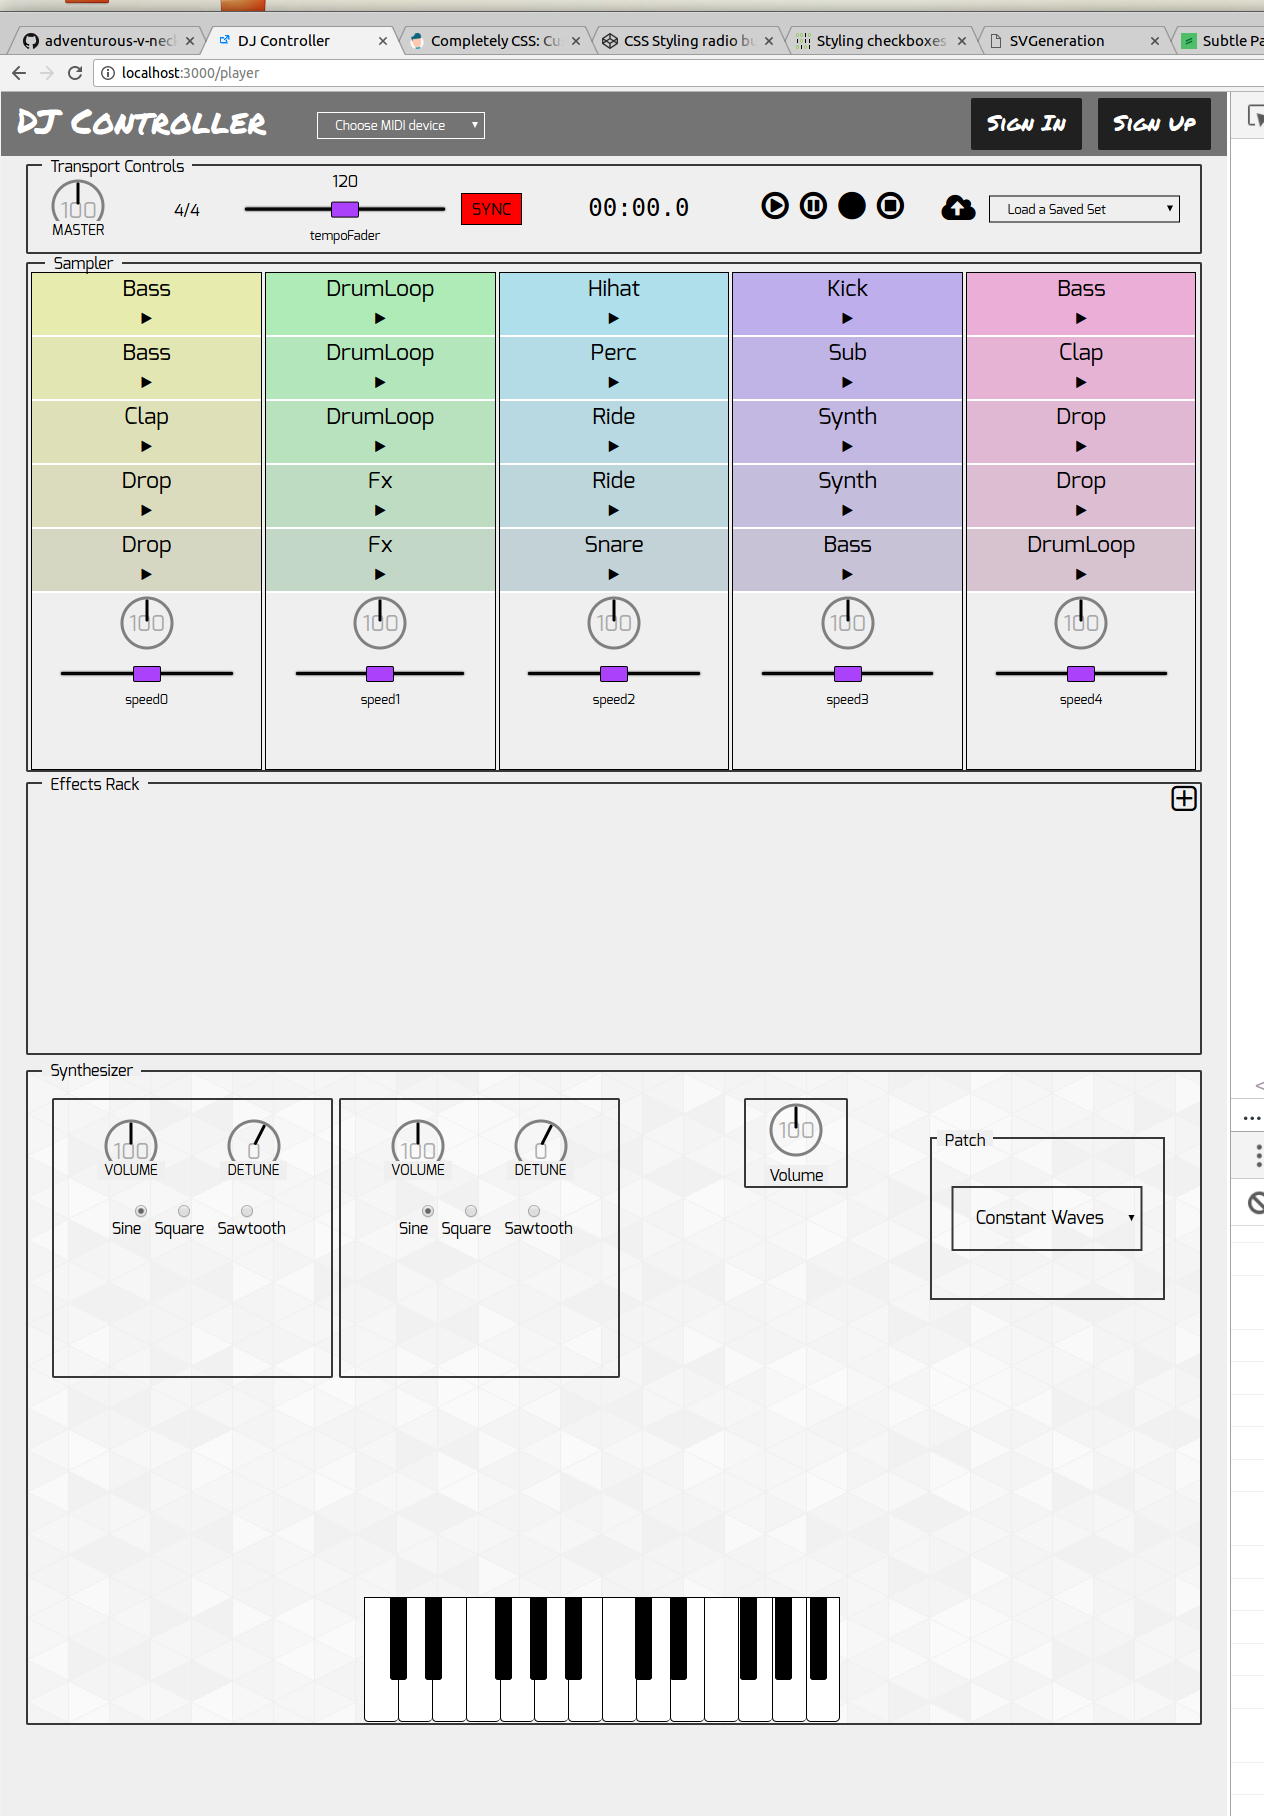 adventurous-v-nec
DJ Controller
Completely CSS: Cu
CSS Styling radio bu
Styling checkboxes
SVGeneration
Subtle Pa
localhost:3000/player
DJ Controller
Choose MIDI device
Sign In
Sign Up
Transport Controls
100
MASTER
4/4
120
tempoFader
SYNC
00:00.0
Load a Saved Set
Sampler
Bass DrumLoop Hihat Kick Bass
Bass DrumLoop Perc Sub Clap
Clap DrumLoop Ride Synth Drop
Drop Fx Ride Synth Drop
Drop Fx Snare Bass DrumLoop
100 100 100 100 100
speed0 speed1 speed2 speed3 speed4
Effects Rack
Synthesizer
100 0
VOLUME DETUNE
Sine Square Sawtooth
100 0
VOLUME DETUNE
Sine Square Sawtooth
100
Volume
Patch
Constant Waves